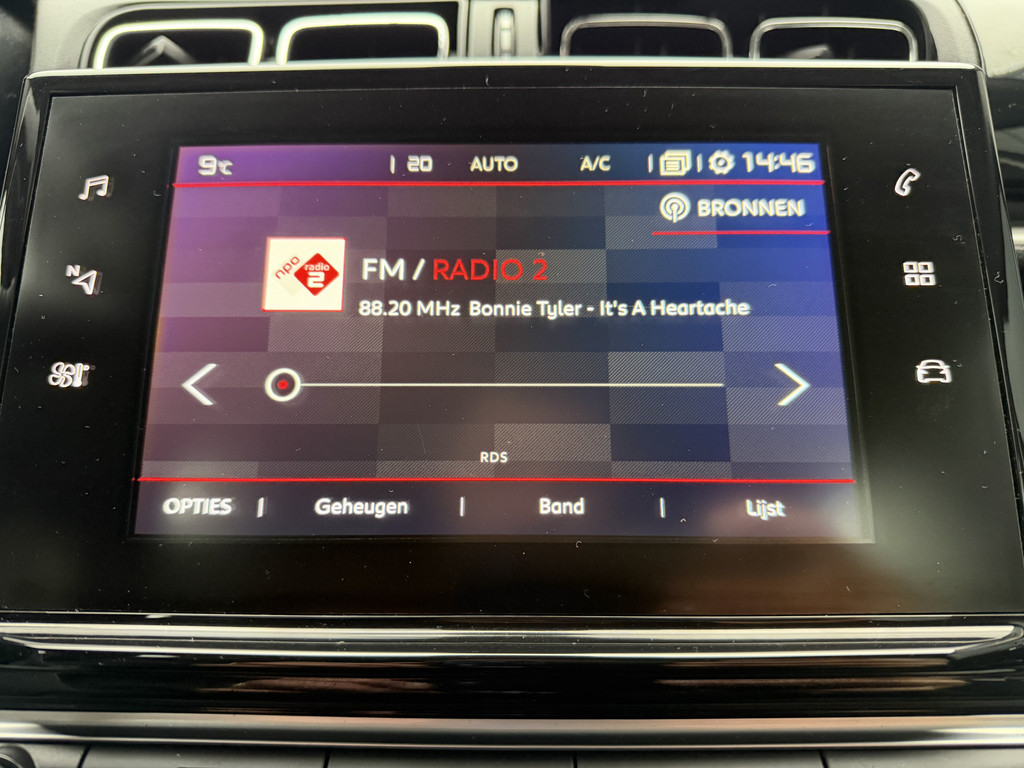 9°C | 20 AUTO A/C | | 14:46
BRONNEN
npo radio 2
FM / RADIO 2
88.20 MHz Bonnie Tyler - It's A Heartache
N
RDS
OPTIES | Geheugen | Band | Lijst